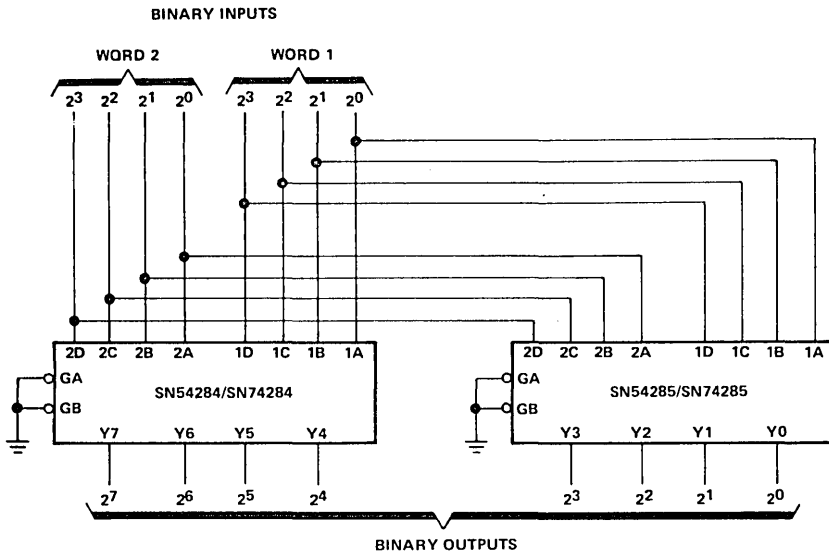 BINARY INPUTS
WORD 2 WORD 1
2³ 2² 2¹ 2⁰ 2³ 2² 2¹ 2⁰
2D 2C 2B 2A 1D 1C 1B 1A 2D 2C 2B 2A 1D 1C 1B 1A
GA GA
SN54284/SN74284 SN54285/SN74285
GB GB
Y7 Y6 Y5 Y4 Y3 Y2 Y1 Y0
2⁷ 2⁶ 2⁵ 2⁴ 2³ 2² 2¹ 2⁰
BINARY OUTPUTS